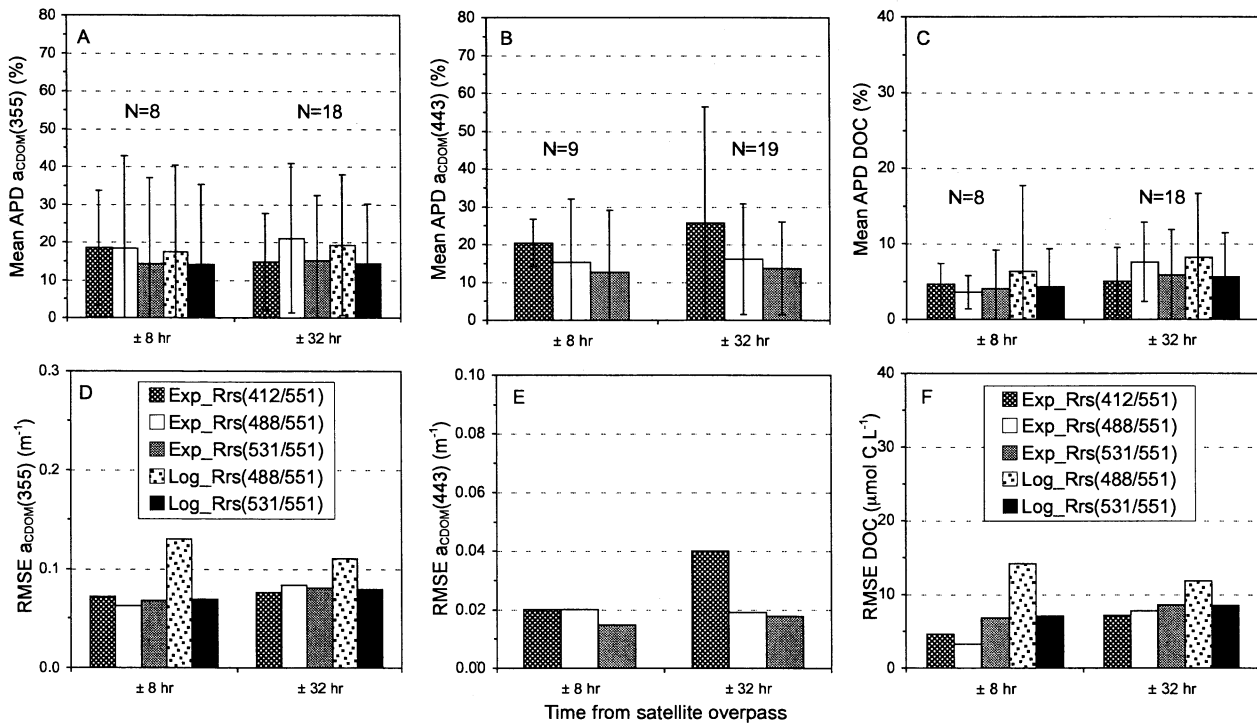 A
Mean APD aCDOM(355) (%)
80
70
60
50
40
30
20
10
0
N=8
N=18
± 8 hr
± 32 hr
B
Mean APD aCDOM(443) (%)
80
70
60
50
40
30
20
10
0
N=9
N=19
± 8 hr
± 32 hr
C
Mean APD DOC (%)
40
30
20
10
0
N=8
N=18
± 8 hr
± 32 hr
D
RMSE aCDOM(355) (m-1)
0.3
0.2
0.1
0.0
Exp_Rrs(412/551)
Exp_Rrs(488/551)
Exp_Rrs(531/551)
Log_Rrs(488/551)
Log_Rrs(531/551)
± 8 hr
± 32 hr
E
RMSE aCDOM(443) (m-1)
0.10
0.08
0.06
0.04
0.02
0.00
± 8 hr
± 32 hr
F
RMSE DOC (µmol C L-1)
40
30
20
10
0
Exp_Rrs(412/551)
Exp_Rrs(488/551)
Exp_Rrs(531/551)
Log_Rrs(488/551)
Log_Rrs(531/551)
± 8 hr
± 32 hr
Time from satellite overpass